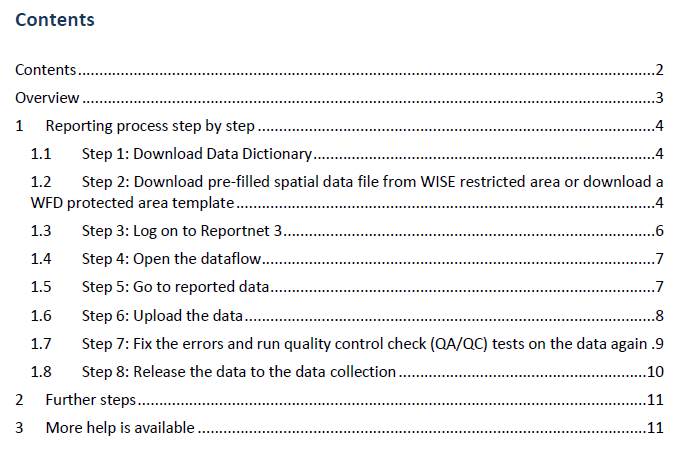 Contents
Contents....................................................................................................................................2
Overview...................................................................................................................................3
1 Reporting process step by step............................................................................................4
1.1 Step 1: Download Data Dictionary...............................................................................4
1.2 Step 2: Download pre-filled spatial data file from WISE restricted area or download a
WFD protected area template.................................................................................................4
1.3 Step 3: Log on to Reportnet 3......................................................................................6
1.4 Step 4: Open the dataflow...........................................................................................7
1.5 Step 5: Go to reported data.........................................................................................7
1.6 Step 6: Upload the data...............................................................................................8
1.7 Step 7: Fix the errors and run quality control check (QA/QC) tests on the data again .9
1.8 Step 8: Release the data to the data collection.........................................................10
2 Further steps.....................................................................................................................11
3 More help is available.......................................................................................................11